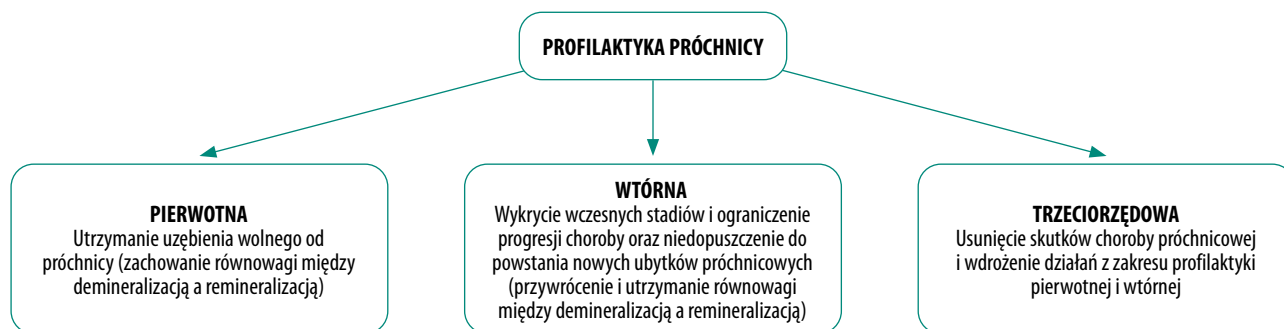 PROFILAKTYKA PRÓCHNICY
PIERWOTNA
Utrzymanie uzębienia wolnego od
próchnicy (zachowanie równowagi między
demineralizacją a remineralizacją)
WTÓRNA
Wykrycie wczesnych stadiów i ograniczenie
progresji choroby oraz niedopuszczenie do
powstania nowych ubytków próchnicowych
(przywrócenie i utrzymanie równowagi
między demineralizacją a remineralizacją)
TRZECIORZĘDOWA
Usunięcie skutków choroby próchnicowej
i wdrożenie działań z zakresu profilaktyki
pierwotnej i wtórnej